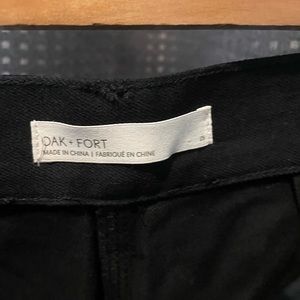 OAK + FORT
MADE IN CHINA | FABRIQUÉ EN CHINE